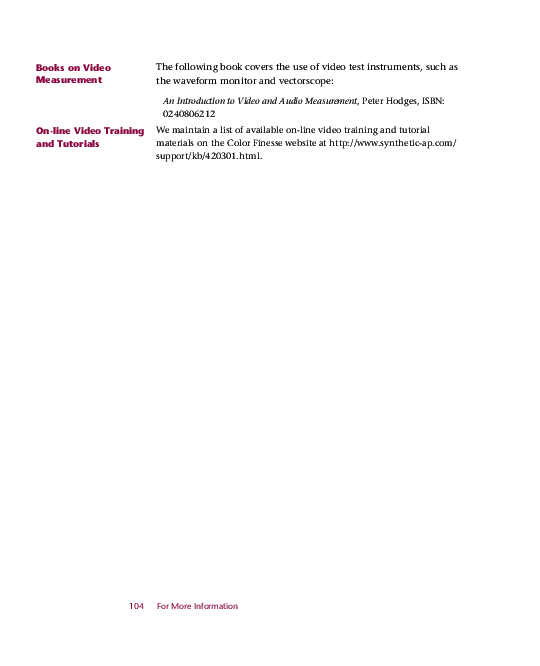 Books on Video
Measurement
The following book covers the use of video test instruments, such as
the waveform monitor and vectorscope:
An Introduction to Video and Audio Measurement, Peter Hodges, ISBN:
0240806212
On-line Video Training
and Tutorials
We maintain a list of available on-line video training and tutorial
materials on the Color Finesse website at http://www.synthetic-ap.com/
support/kb/420301.html.
104 For More Information